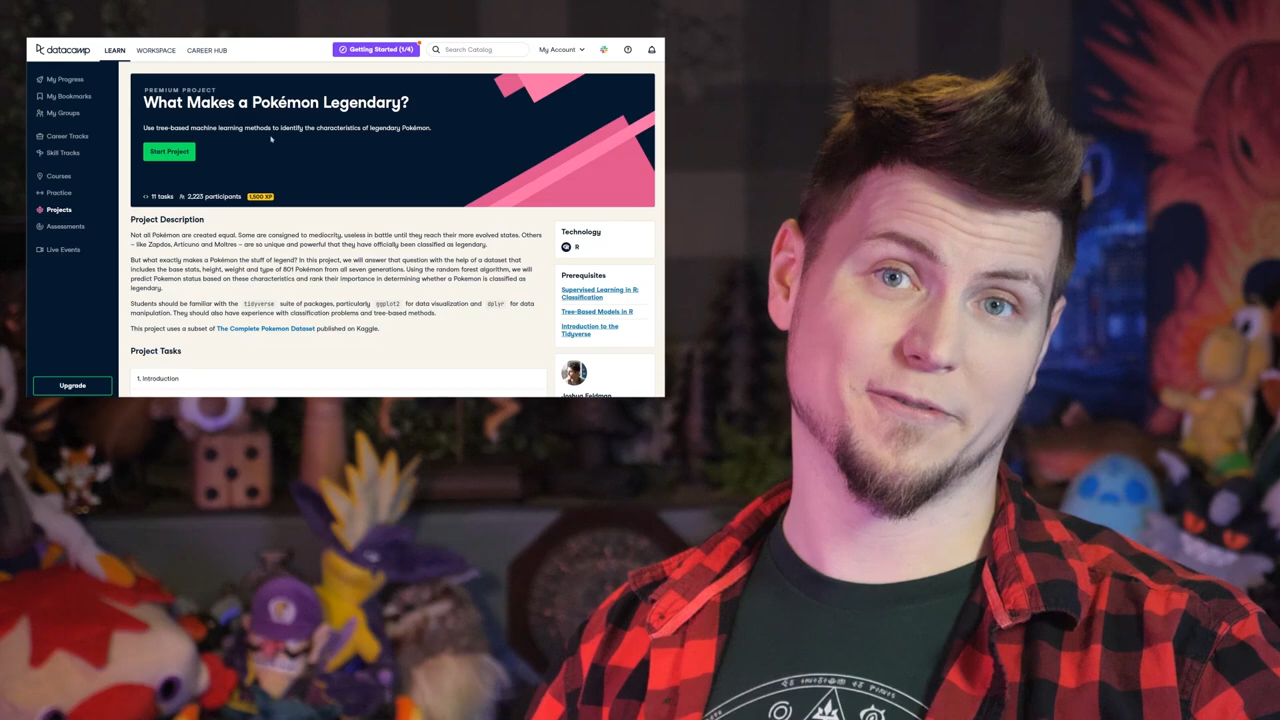 datacamp
LEARN
WORKSPACE
CAREER HUB
Getting Started (1/4)
Search Catalog
My Account
My Progress
My Bookmarks
My Groups
Career Tracks
Skill Tracks
Courses
Practice
Projects
Assessments
Live Events
Upgrade
PREMIUM PROJECT
What Makes a Pokémon Legendary?
Use tree-based machine learning methods to identify the characteristics of legendary Pokémon.
Start Project
11 tasks
2,223 participants
1,500 XP
Project Description
Not all Pokémon are created equal. Some are consigned to mediocrity, useless in battle until they reach their more evolved states. Others
– like Zapdos, Articuno and Moltres – are so unique and powerful that they have officially been classified as legendary.
But what exactly makes a Pokémon the stuff of legend? In this project, we will answer that question with the help of a dataset that
includes the base stats, height, weight and type of 801 Pokémon from all seven generations. Using the random forest algorithm, we will
predict Pokemon status based on these characteristics and rank their importance in determining whether a Pokemon is classified as
legendary.
Students should be familiar with the tidyverse suite of packages, particularly ggplot2 for data visualization and dplyr for data
manipulation. They should also have experience with classification problems and tree-based methods.
This project uses a subset of The Complete Pokemon Dataset published on Kaggle.
Project Tasks
1. Introduction
Technology
R
Prerequisites
Supervised Learning in R:
Classification
Tree-Based Models in R
Introduction to the
Tidyverse
Joshua Feldman